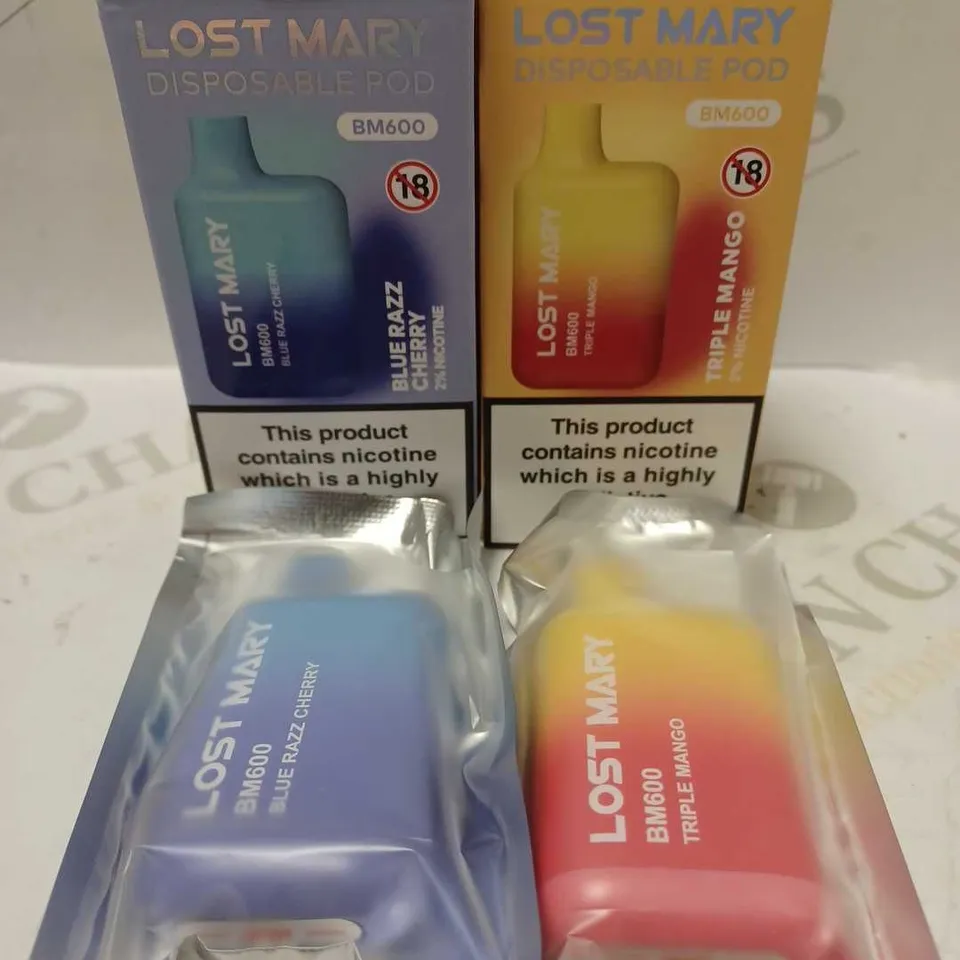 LOST MARY
DISPOSABLE POD
BM600
18
LOST MARY
BM600
BLUE RAZZ CHERRY
BLUE RAZZ
CHERRY
2% NICOTINE
This product
contains nicotine
which is a highly
LOST MARY
DISPOSABLE POD
BM600
18
LOST MARY
BM600
TRIPLE MANGO
TRIPLE MANGO
2% NICOTINE
This product
contains nicotine
which is a highly
LOST MARY
BM600
BLUE RAZZ CHERRY
LOST MARY
BM600
TRIPLE MANGO